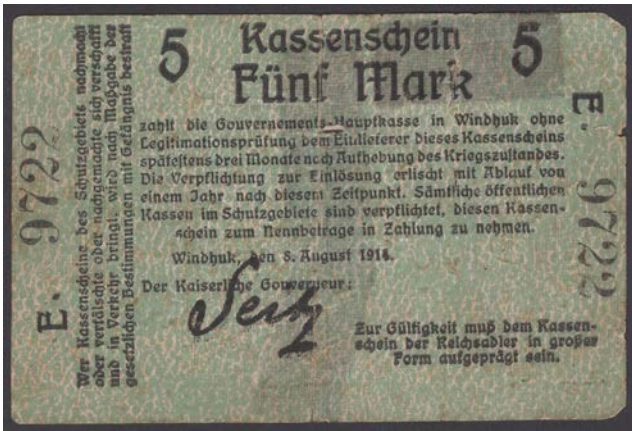 5 Kassenschein 5
Fünf Mark
zahlt die Gouvernements-Hauptkasse in Windhuk ohne
Legitimationsprüfung dem Einlieferer dieses Kassenscheins
spätestens drei Monate nach Aufhebung des Kriegszustandes.
Die Verpflichtung zur Einlösung erlischt mit Ablauf von
einem Jahr nach diesem Zeitpunkt. Sämtliche öffentlichen
Kassen im Schutzgebiete sind verpflichtet, diesen Kassen-
schein zum Nennbetrage in Zahlung zu nehmen.
Windhuk, den 8. August 1914.
Der Kaiserliche Gouverneur:
Seitz
Zur Gültigkeit muß dem Kassen-
schein der Reichsadler in großer
Form aufgeprägt sein.
E. 9722
Wer Kassenscheine des Schutzgebiets nachmacht
oder verfälscht oder nachgemachte sich verschafft
und in Verkehr bringt, wird nach Maßgabe der
gesetzlichen Bestimmungen mit Gefängnis bestraft
E. 9722